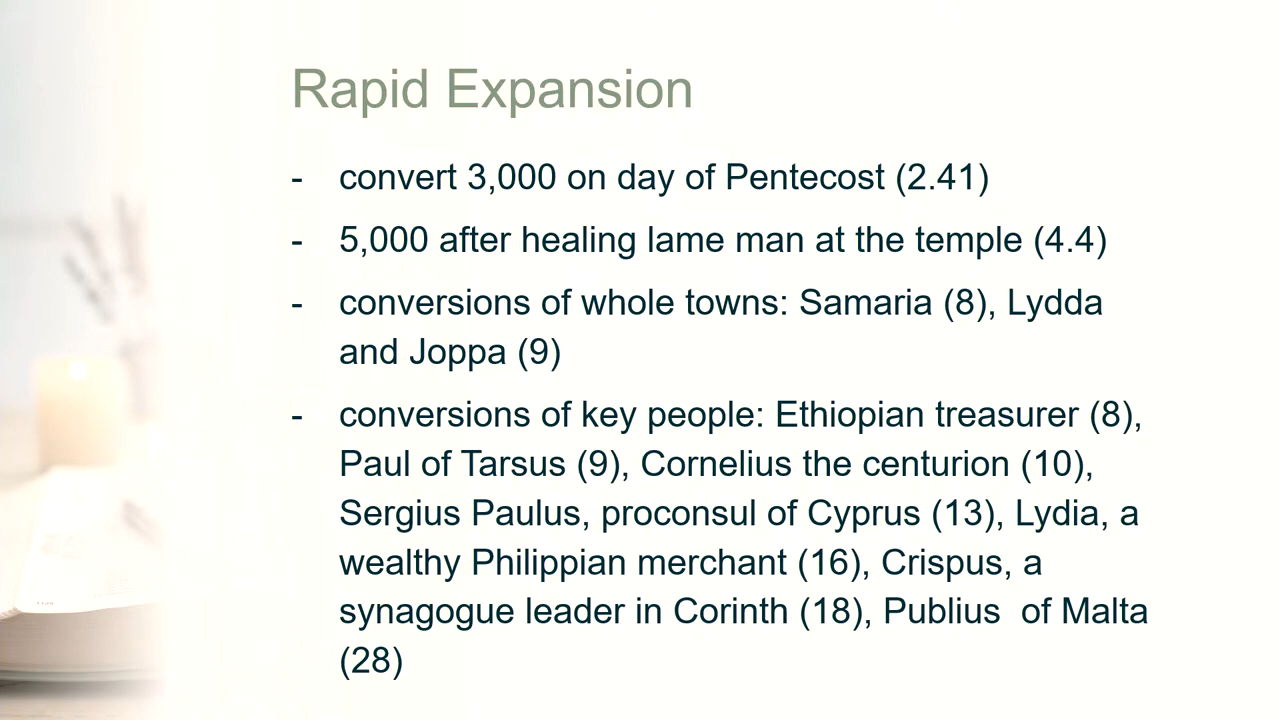 Rapid Expansion
- convert 3,000 on day of Pentecost (2.41)
- 5,000 after healing lame man at the temple (4.4)
- conversions of whole towns: Samaria (8), Lydda
and Joppa (9)
- conversions of key people: Ethiopian treasurer (8),
Paul of Tarsus (9), Cornelius the centurion (10),
Sergius Paulus, proconsul of Cyprus (13), Lydia, a
wealthy Philippian merchant (16), Crispus, a
synagogue leader in Corinth (18), Publius  of Malta
(28)